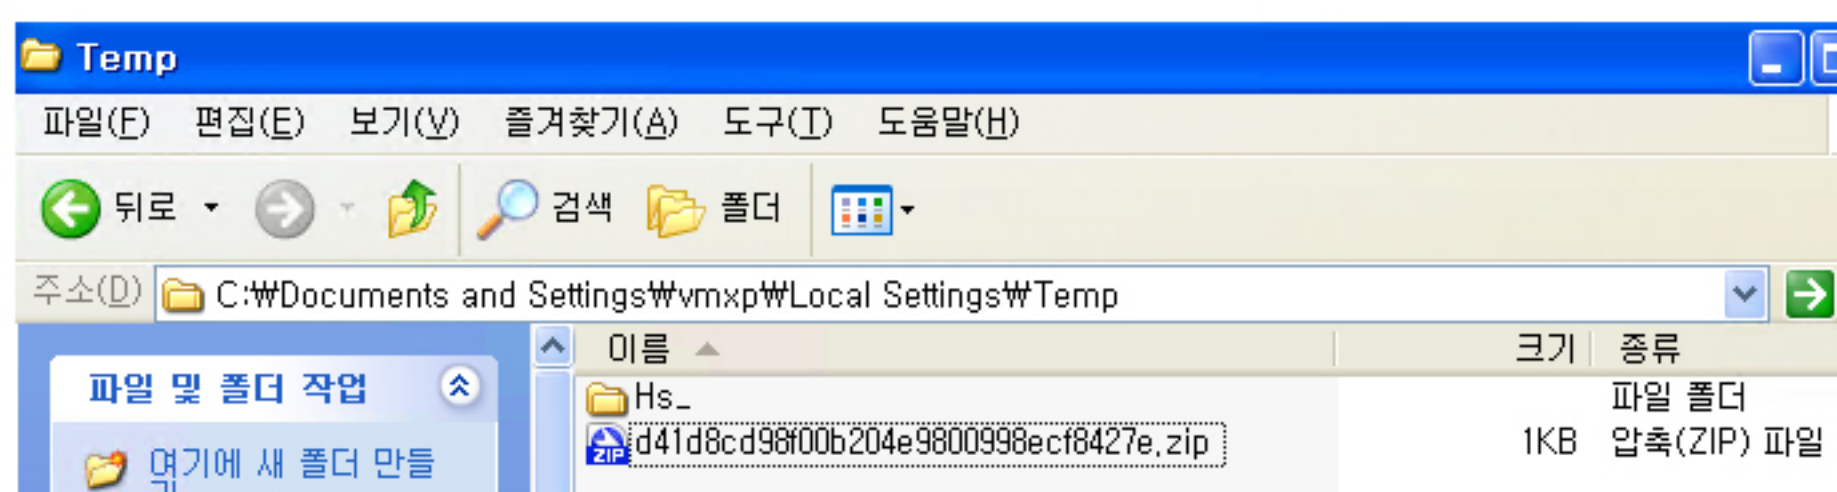 Temp
파일(F) 편집(E) 보기(V) 즐겨찾기(A) 도구(T) 도움말(H)
뒤로 검색 폴더
주소(D) C:₩Documents and Settings₩vmxp₩Local Settings₩Temp
이름 크기 종류
파일 및 폴더 작업
Hs_ 파일 폴더
d41d8cd98f00b204e9800998ecf8427e.zip 1KB 압축(ZIP) 파일
ZIP
여기에 새 폴더 만들